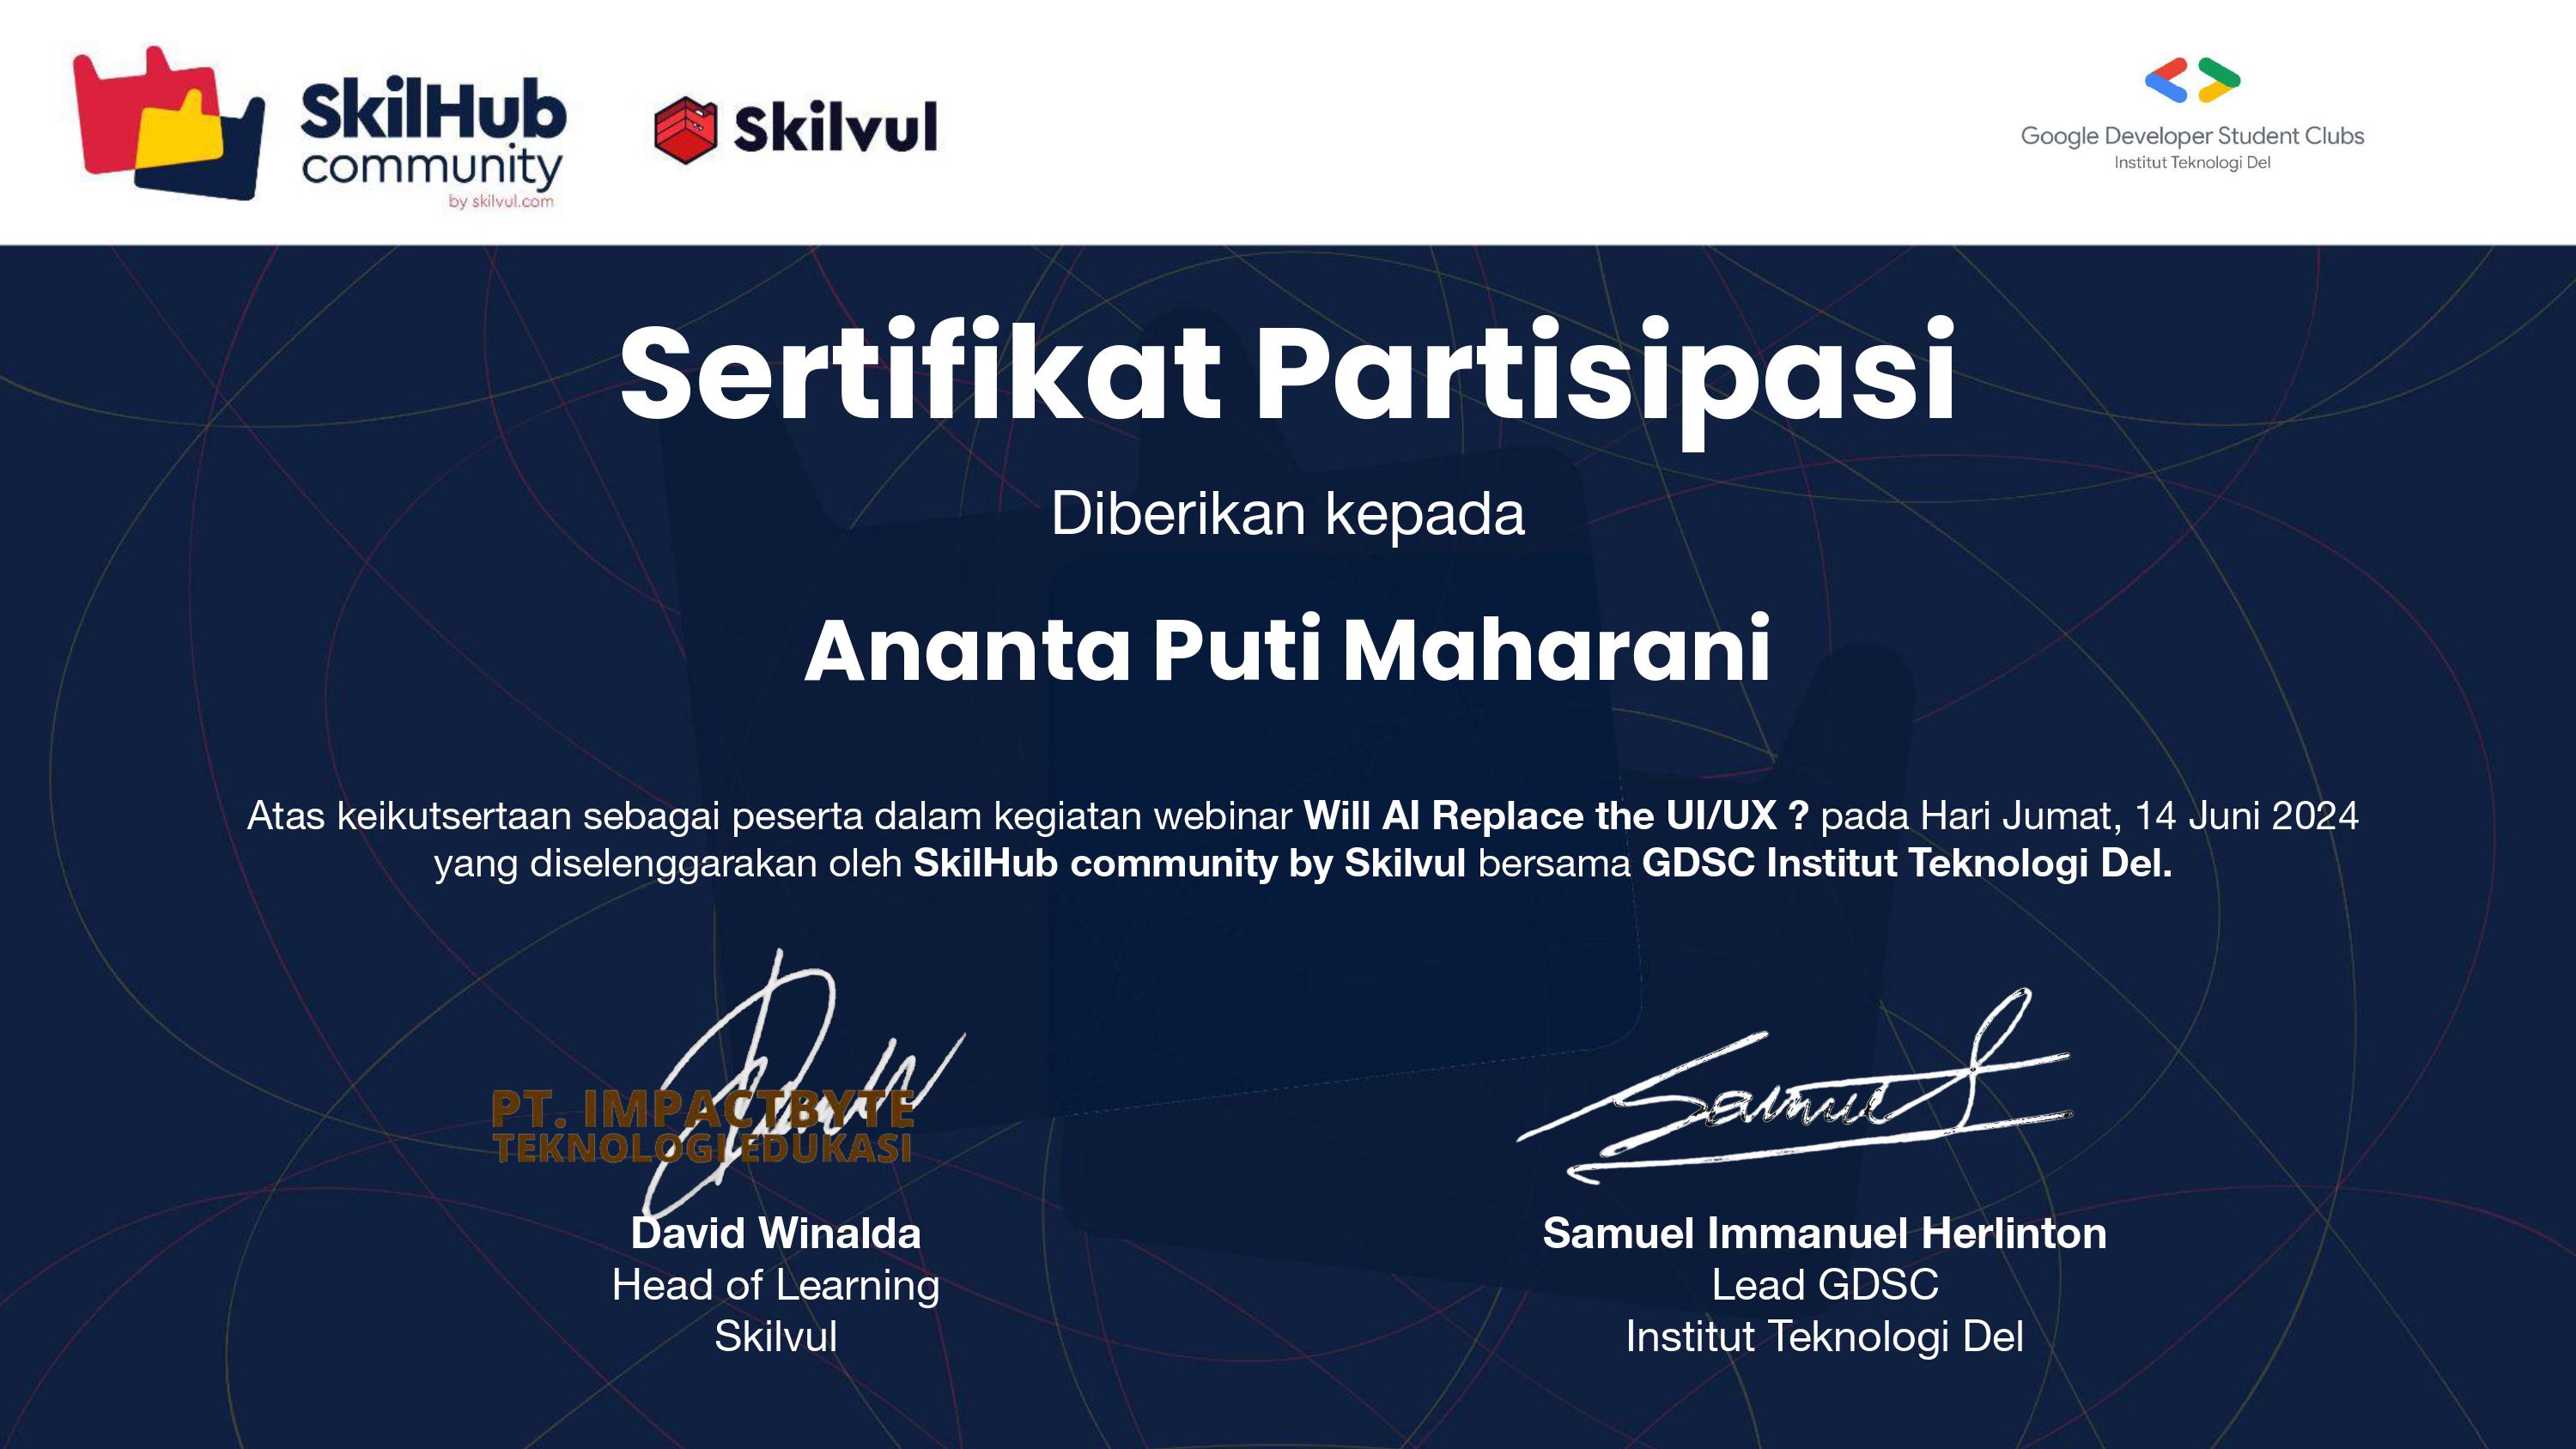 SkilHub
community
by skilvul.com
Skilvul
Google Developer Student Clubs
Institut Teknologi Del
Sertifikat Partisipasi
Diberikan kepada
Ananta Puti Maharani
Atas keikutsertaan sebagai peserta dalam kegiatan webinar Will AI Replace the UI/UX ? pada Hari Jumat, 14 Juni 2024
yang diselenggarakan oleh SkilHub community by Skilvul bersama GDSC Institut Teknologi Del.
PT. IMPACTBYTE
TEKNOLOGI EDUKASI
David Winalda
Head of Learning
Skilvul
Samuel
Samuel Immanuel Herlinton
Lead GDSC
Institut Teknologi Del